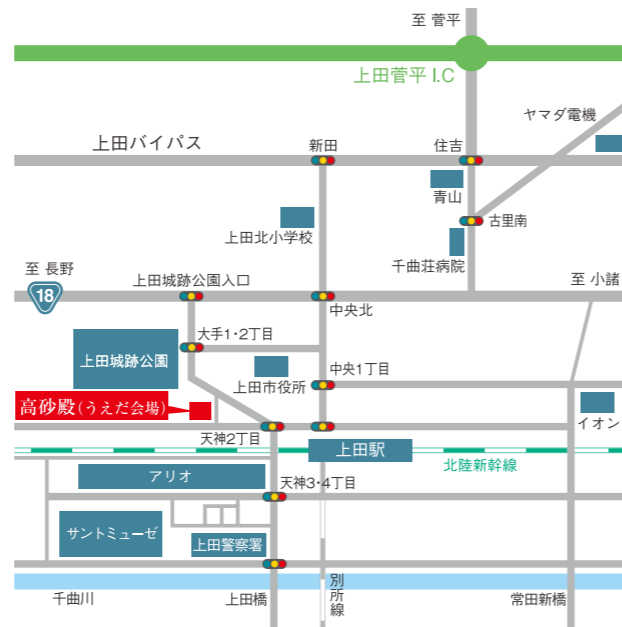 至 菅平
上田菅平 I.C
ヤマダ電機
上田バイパス
新田
住吉
青山
上田北小学校
古里南
千曲荘病院
至 長野
18
上田城跡公園入口
至 小諸
中央北
大手1・2丁目
上田城跡公園
上田市役所
中央1丁目
高砂殿(うえだ会場)
イオン
天神2丁目
上田駅
北陸新幹線
アリオ
天神3・4丁目
サントミューゼ
上田警察署
千曲川
上田橋
別所線
常田新橋